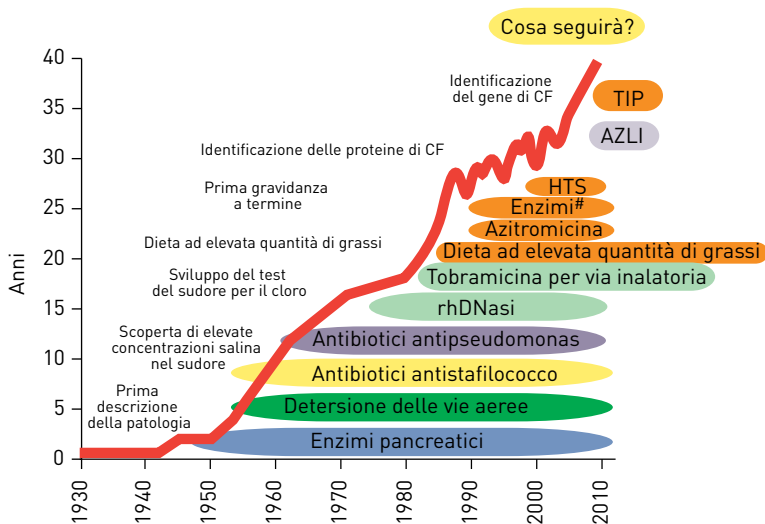 Cosa seguirà?
Anni
40
35
30
25
20
15
10
5
0
1930
1940
1950
1960
1970
1980
1990
2000
2010
Identificazione
del gene di CF
Identificazione delle proteine di CF
Prima gravidanza
a termine
Dieta ad elevata quantità di grassi
Sviluppo del test
del sudore per il cloro
Scoperta di elevate
concentrazioni salina
nel sudore
Prima
descrizione
della patologia
TIP
AZLI
HTS
Enzimi#
Azitromicina
Dieta ad elevata quantità di grassi
Tobramicina per via inalatoria
rhDNasi
Antibiotici antipseudomonas
Antibiotici antistafilococco
Detersione delle vie aeree
Enzimi pancreatici